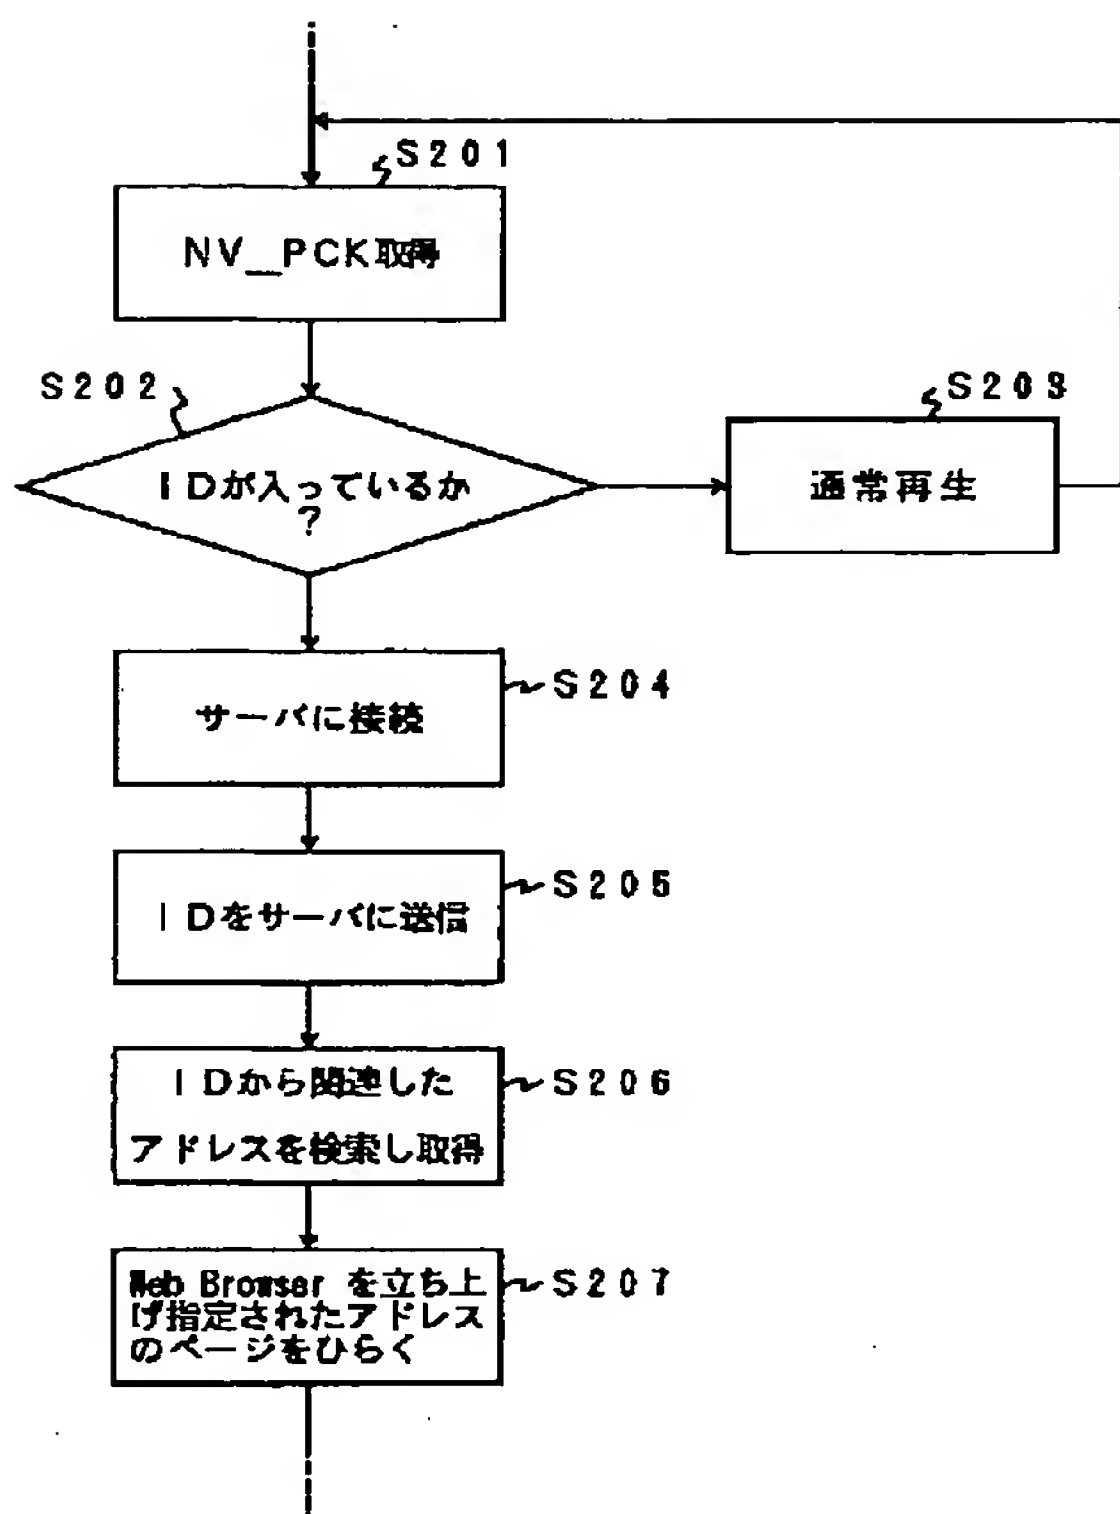 S201
NV_PCK取得
S202
IDが入っているか
?
S203
通常再生
サーバに接続
S204
IDをサーバに送信
S205
IDから関連した
アドレスを検索し取得
S206
Web Browser を立ち上
げ指定されたアドレス
のページをひらく
S207